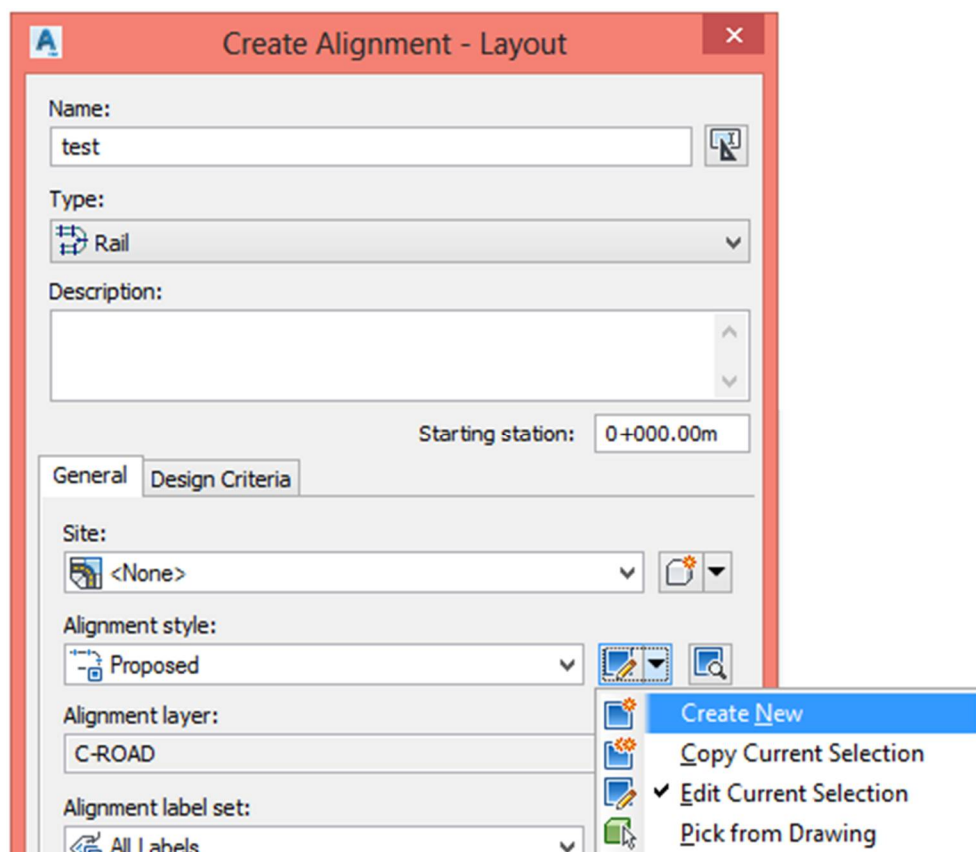 Create Alignment - Layout
Name:
test
Type:
Rail
Description:
Starting station: 0+000.00m
General Design Criteria
Site:
<None>
Alignment style:
Proposed
Create New
Alignment layer:
Copy Current Selection
C-ROAD
Edit Current Selection
Alignment label set:
Pick from Drawing
All Labels